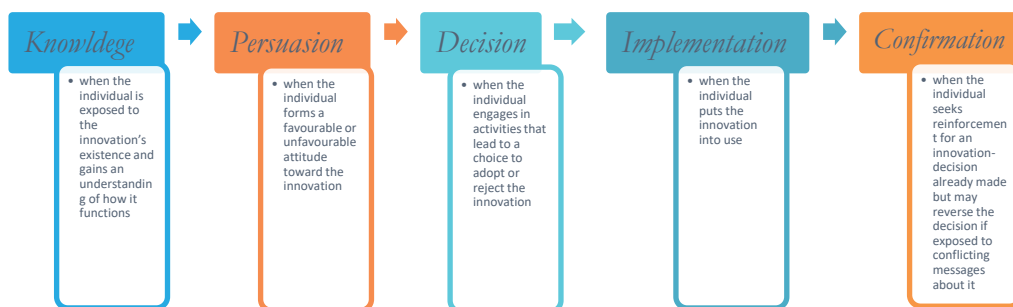 Knowldege
• when the
individual is
exposed to
the
innovation's
existence and
gains an
understandin
g of how it
functions
Persuasion
• when the
individual
forms a
favourable or
unfavourable
attitude
toward the
innovation
Decision
• when the
individual
engages in
activities that
lead to a
choice to
adopt or
reject the
innovation
Implementation
• when the
individual
puts the
innovation
into use
Confirmation
• when the
individual
seeks
reinforcemen
t for an
innovation-
decision
already made
but may
reverse the
decision if
exposed to
conflicting
messages
about it